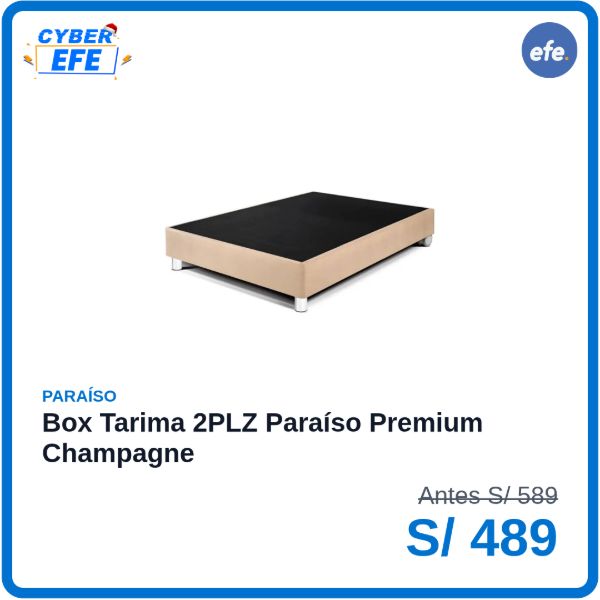 CYBER
EFE
efe.
PARAÍSO
Box Tarima 2PLZ Paraíso Premium
Champagne
Antes S/ 589
S/ 489